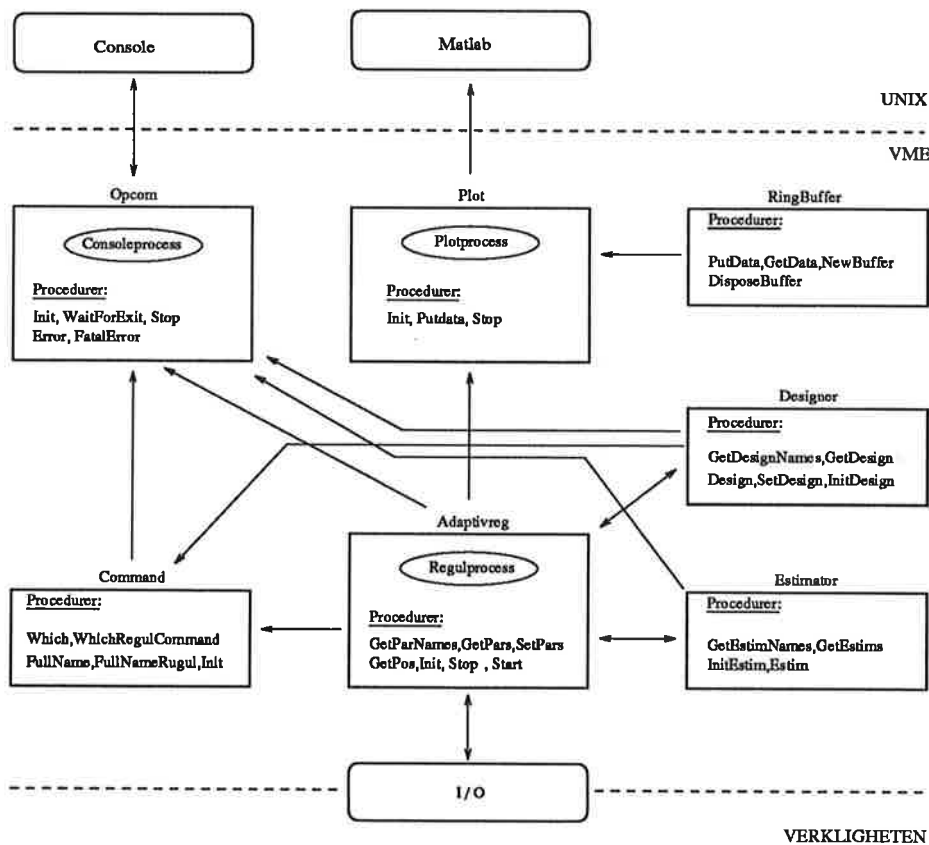 Console
Matlab
UNIX
VME
Opcom
Plot
RingBuffer
Consoleprocess
Procedurer:
Init, WaitForExit, Stop
Error, FatalError
Plotprocess
Procedurer:
Init, Putdata, Stop
Procedurer:
PutData,GetData,NewBuffer
DisposeBuffer
Designer
Procedurer:
GetDesignNames,GetDesign
Design,SetDesign,InitDesign
Adaptivreg
Regulprocess
Procedurer:
GetParNames,GetPars,SetPars
GetPos,Init, Stop , Start
Command
Procedurer:
Which,WhichRegulCommand
FullName,FullNameRugul,Init
Estimator
Procedurer:
GetEstimNames,GetEstims
InitEstim,Estim
I/O
VERKLIGHETEN